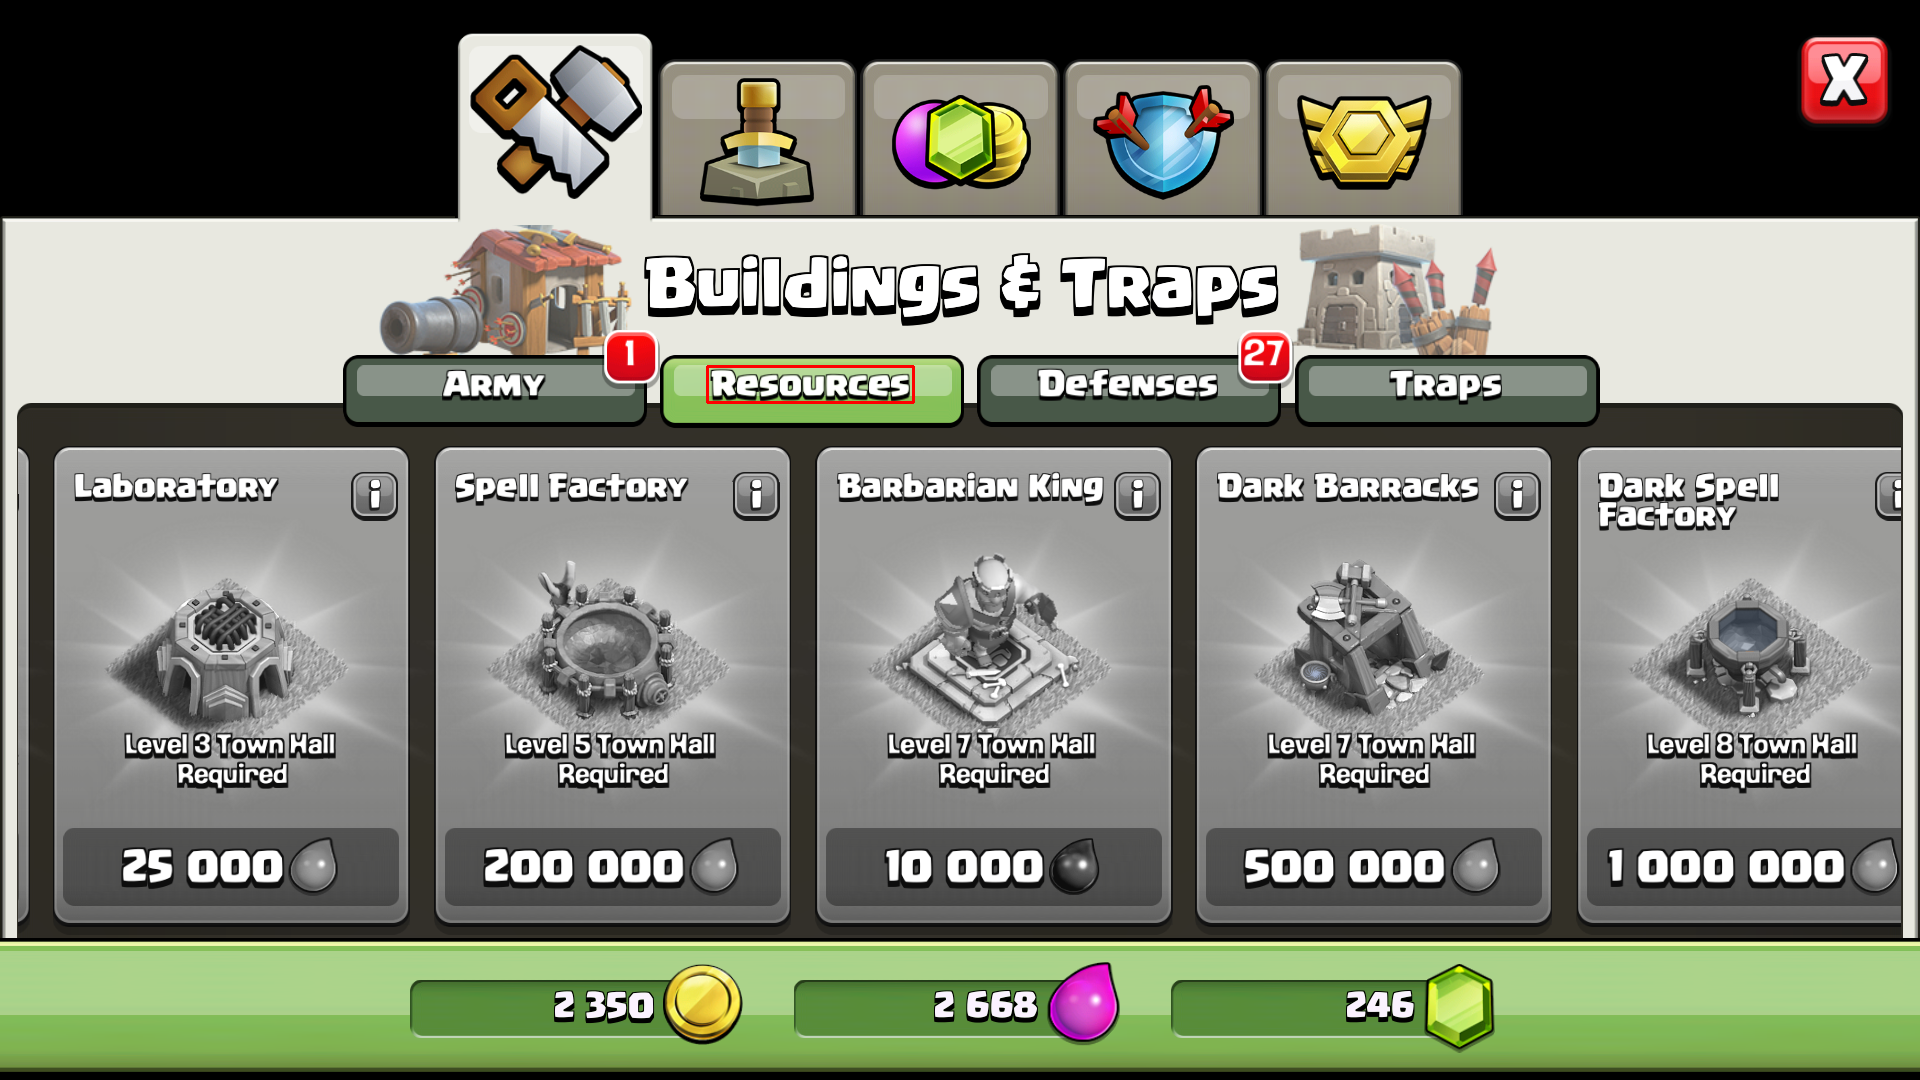 X
Buildings & Traps
1
27
Army
Resources
Defenses
Traps
Laboratory
i
Spell Factory
i
Barbarian King
i
Dark Barracks
i
Dark Spell
Factory
i
Level 3 Town Hall
Required
Level 5 Town Hall
Required
Level 7 Town Hall
Required
Level 7 Town Hall
Required
Level 8 Town Hall
Required
25 000
200 000
10 000
500 000
1 000 000
2 350
2 668
246